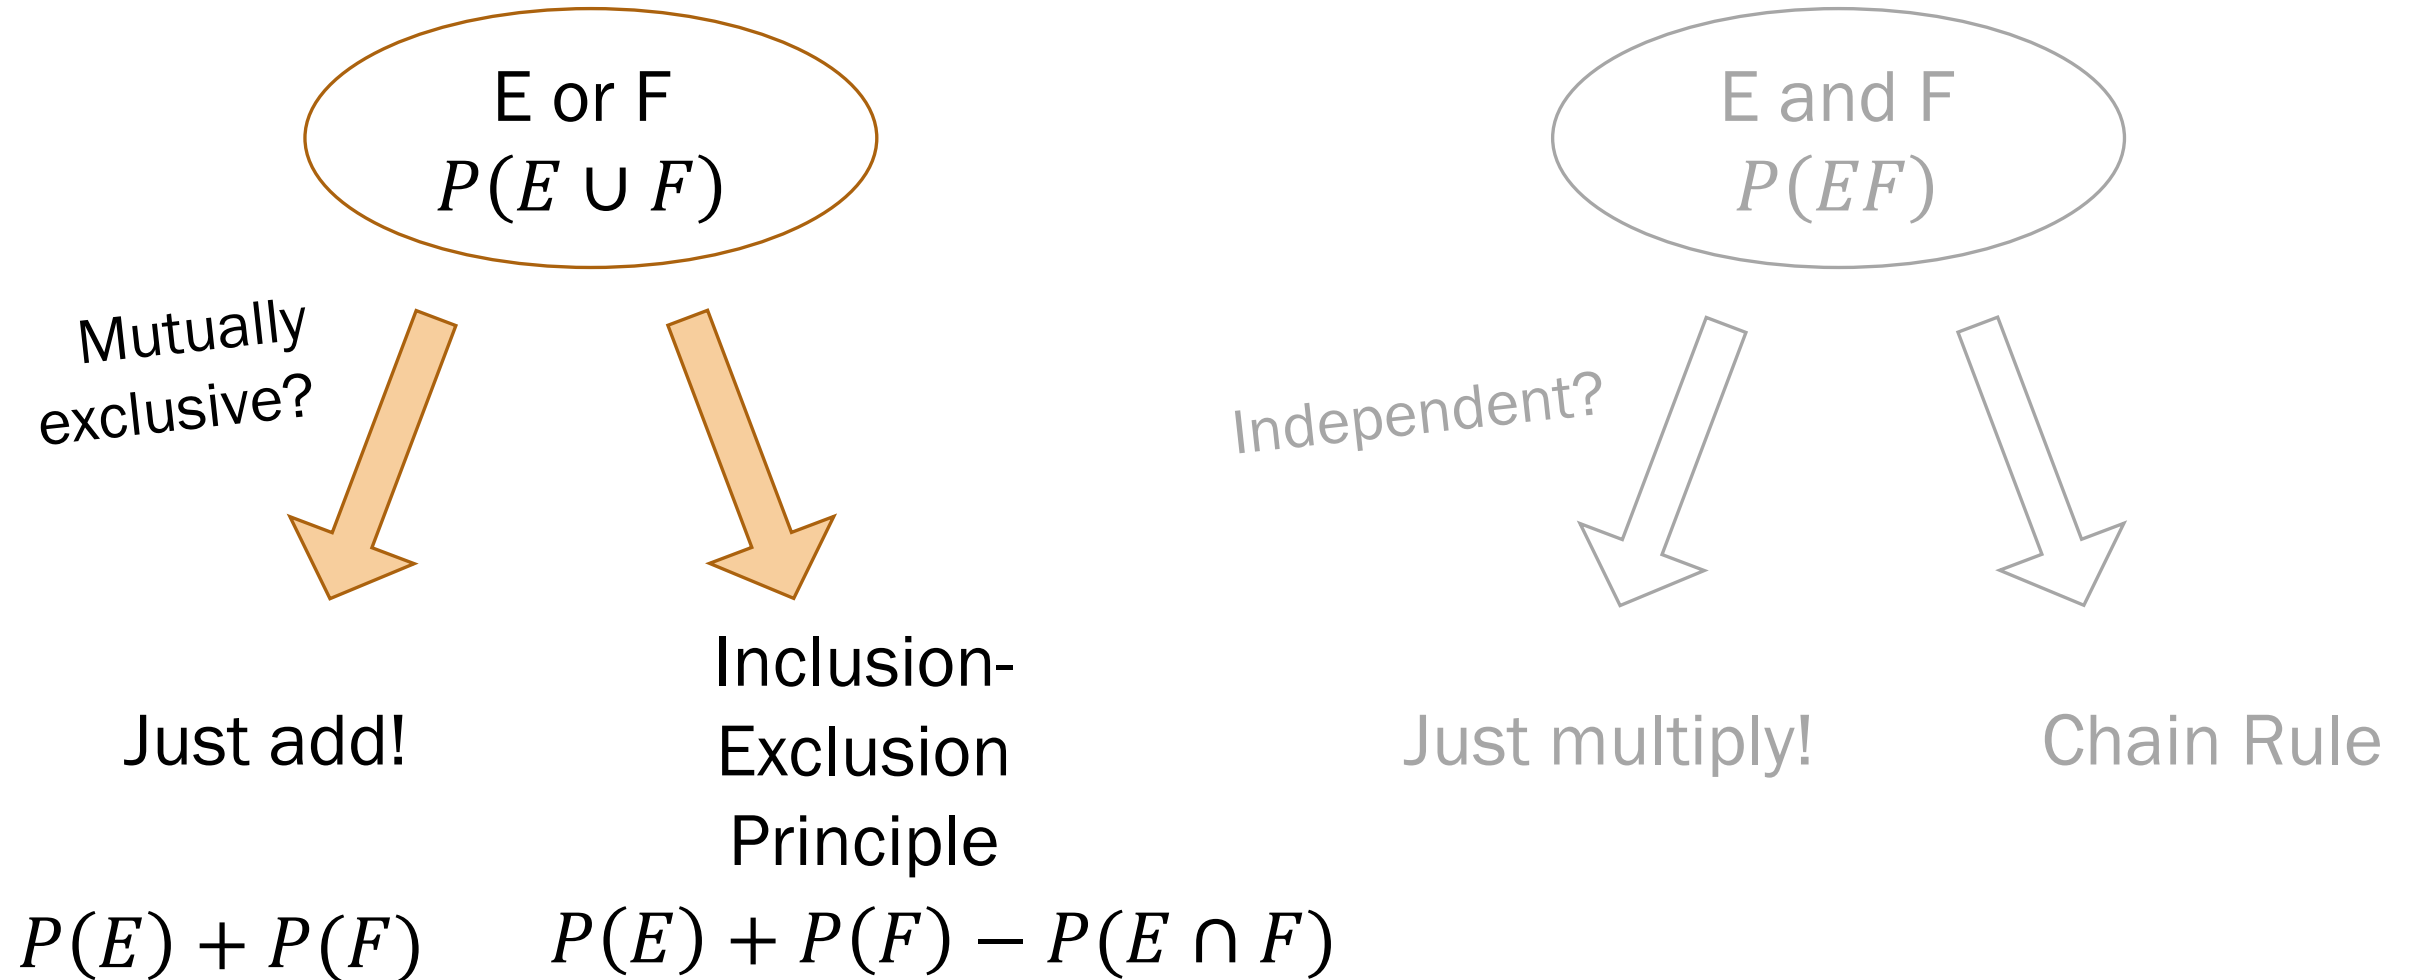 E or F
P(E ∪ F)
Mutually
exclusive?
Just add!
P(E) + P(F)
Inclusion-
Exclusion
Principle
P(E) + P(F) − P(E ∩ F)
E and F
P(EF)
Independent?
Just multiply!
Chain Rule